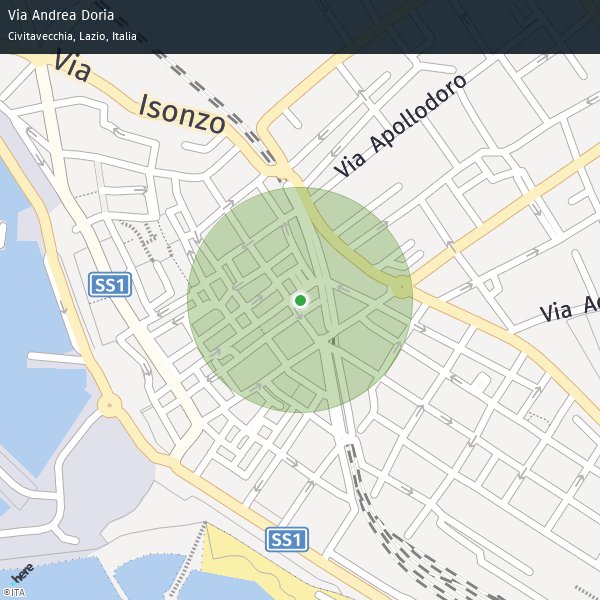 Via Andrea Doria
Civitavecchia, Lazio, Italia
Via Isonzo
Via Apollodoro
SS1
Via A
SS1
here
©ITA